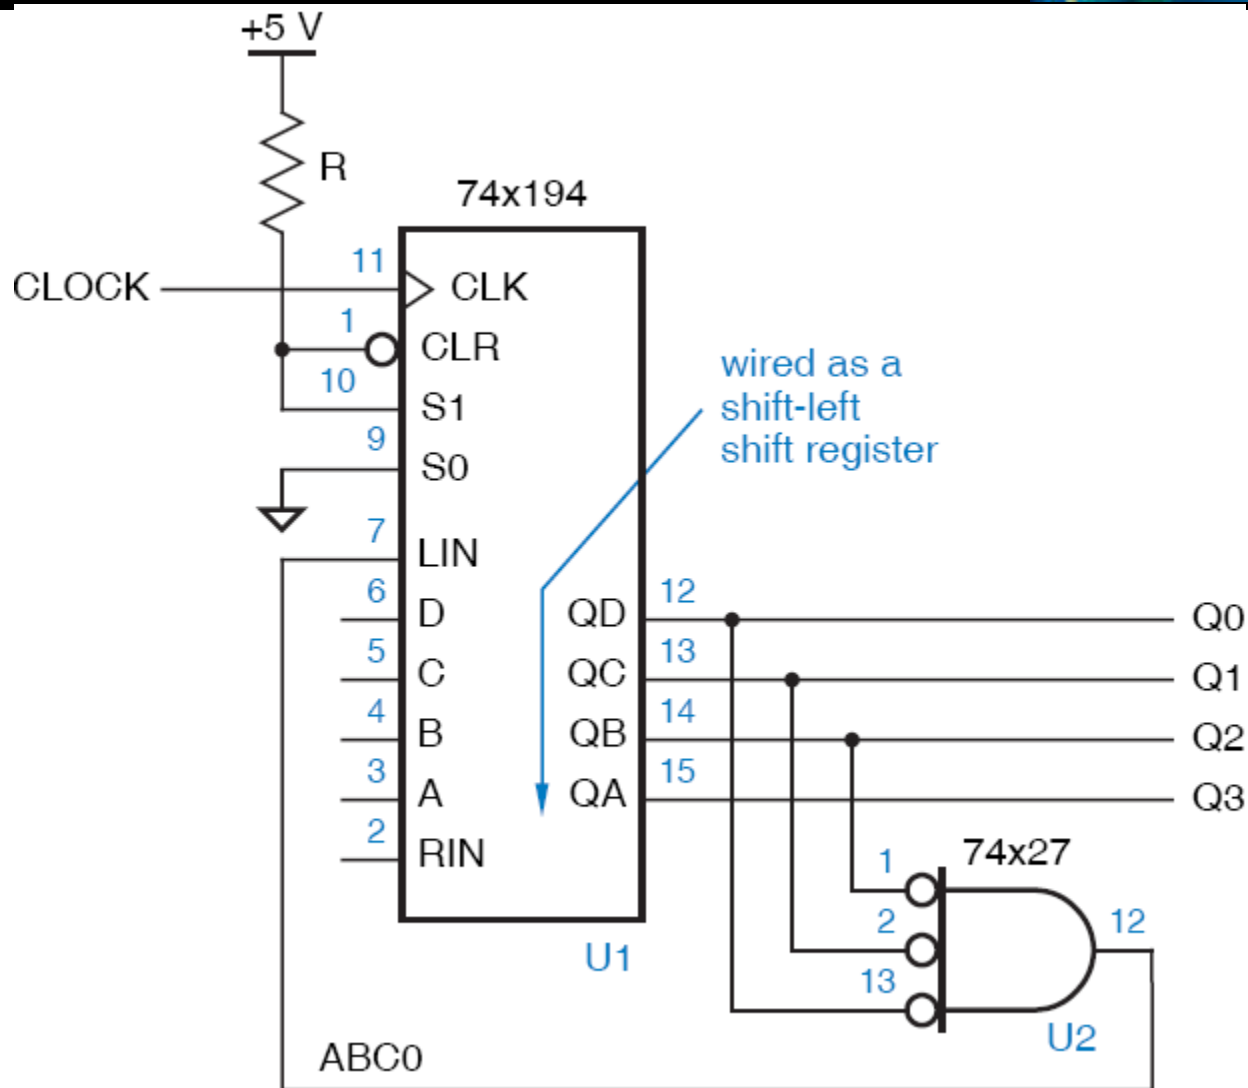 +5 V
R
74x194
CLOCK
11
CLK
1
CLR
10
S1
9
S0
7
LIN
6
D
5
C
4
B
3
A
2
RIN
wired as a
shift-left
shift register
QD
12
Q0
QC
13
Q1
QB
14
Q2
QA
15
Q3
U1
74x27
1
2
13
12
U2
ABC0